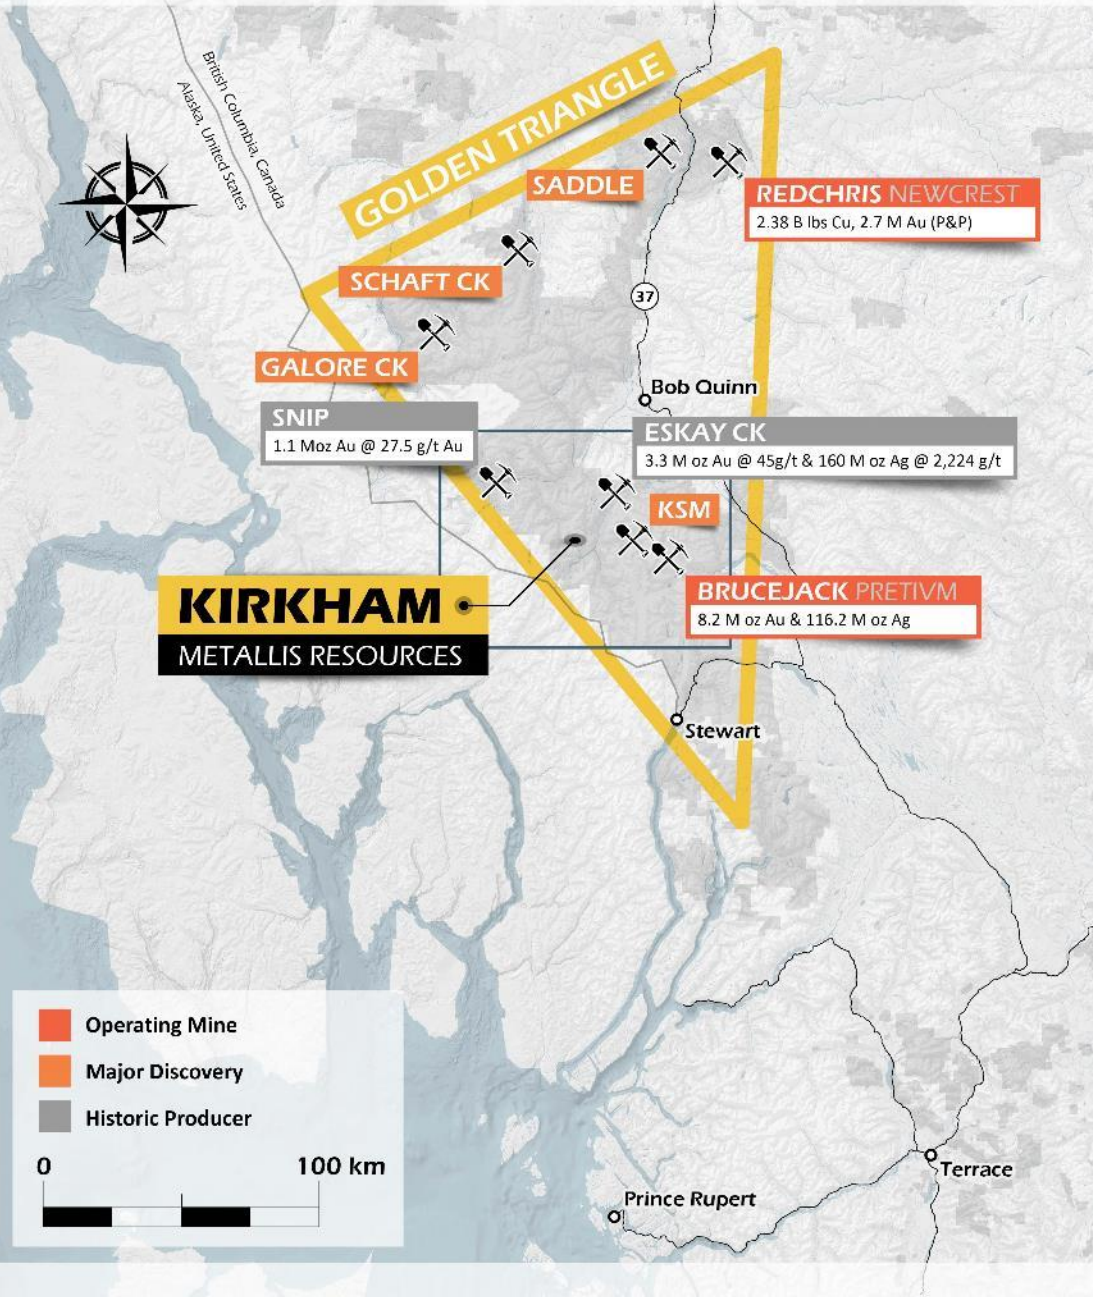 British Columbia, Canada
Alaska, United States
GOLDEN TRIANGLE
SADDLE
REDCHRIS NEWCREST
2.38 B lbs Cu, 2.7 M Au (P&P)
SCHAFT CK
37
GALORE CK
Bob Quinn
SNIP
1.1 Moz Au @ 27.5 g/t Au
ESKAY CK
3.3 M oz Au @ 45g/t & 160 M oz Ag @ 2,224 g/t
KSM
BRUCEJACK PRETIVM
8.2 M oz Au & 116.2 M oz Ag
KIRKHAM
METALLIS RESOURCES
Stewart
Operating Mine
Major Discovery
Historic Producer
0 100 km
Terrace
Prince Rupert